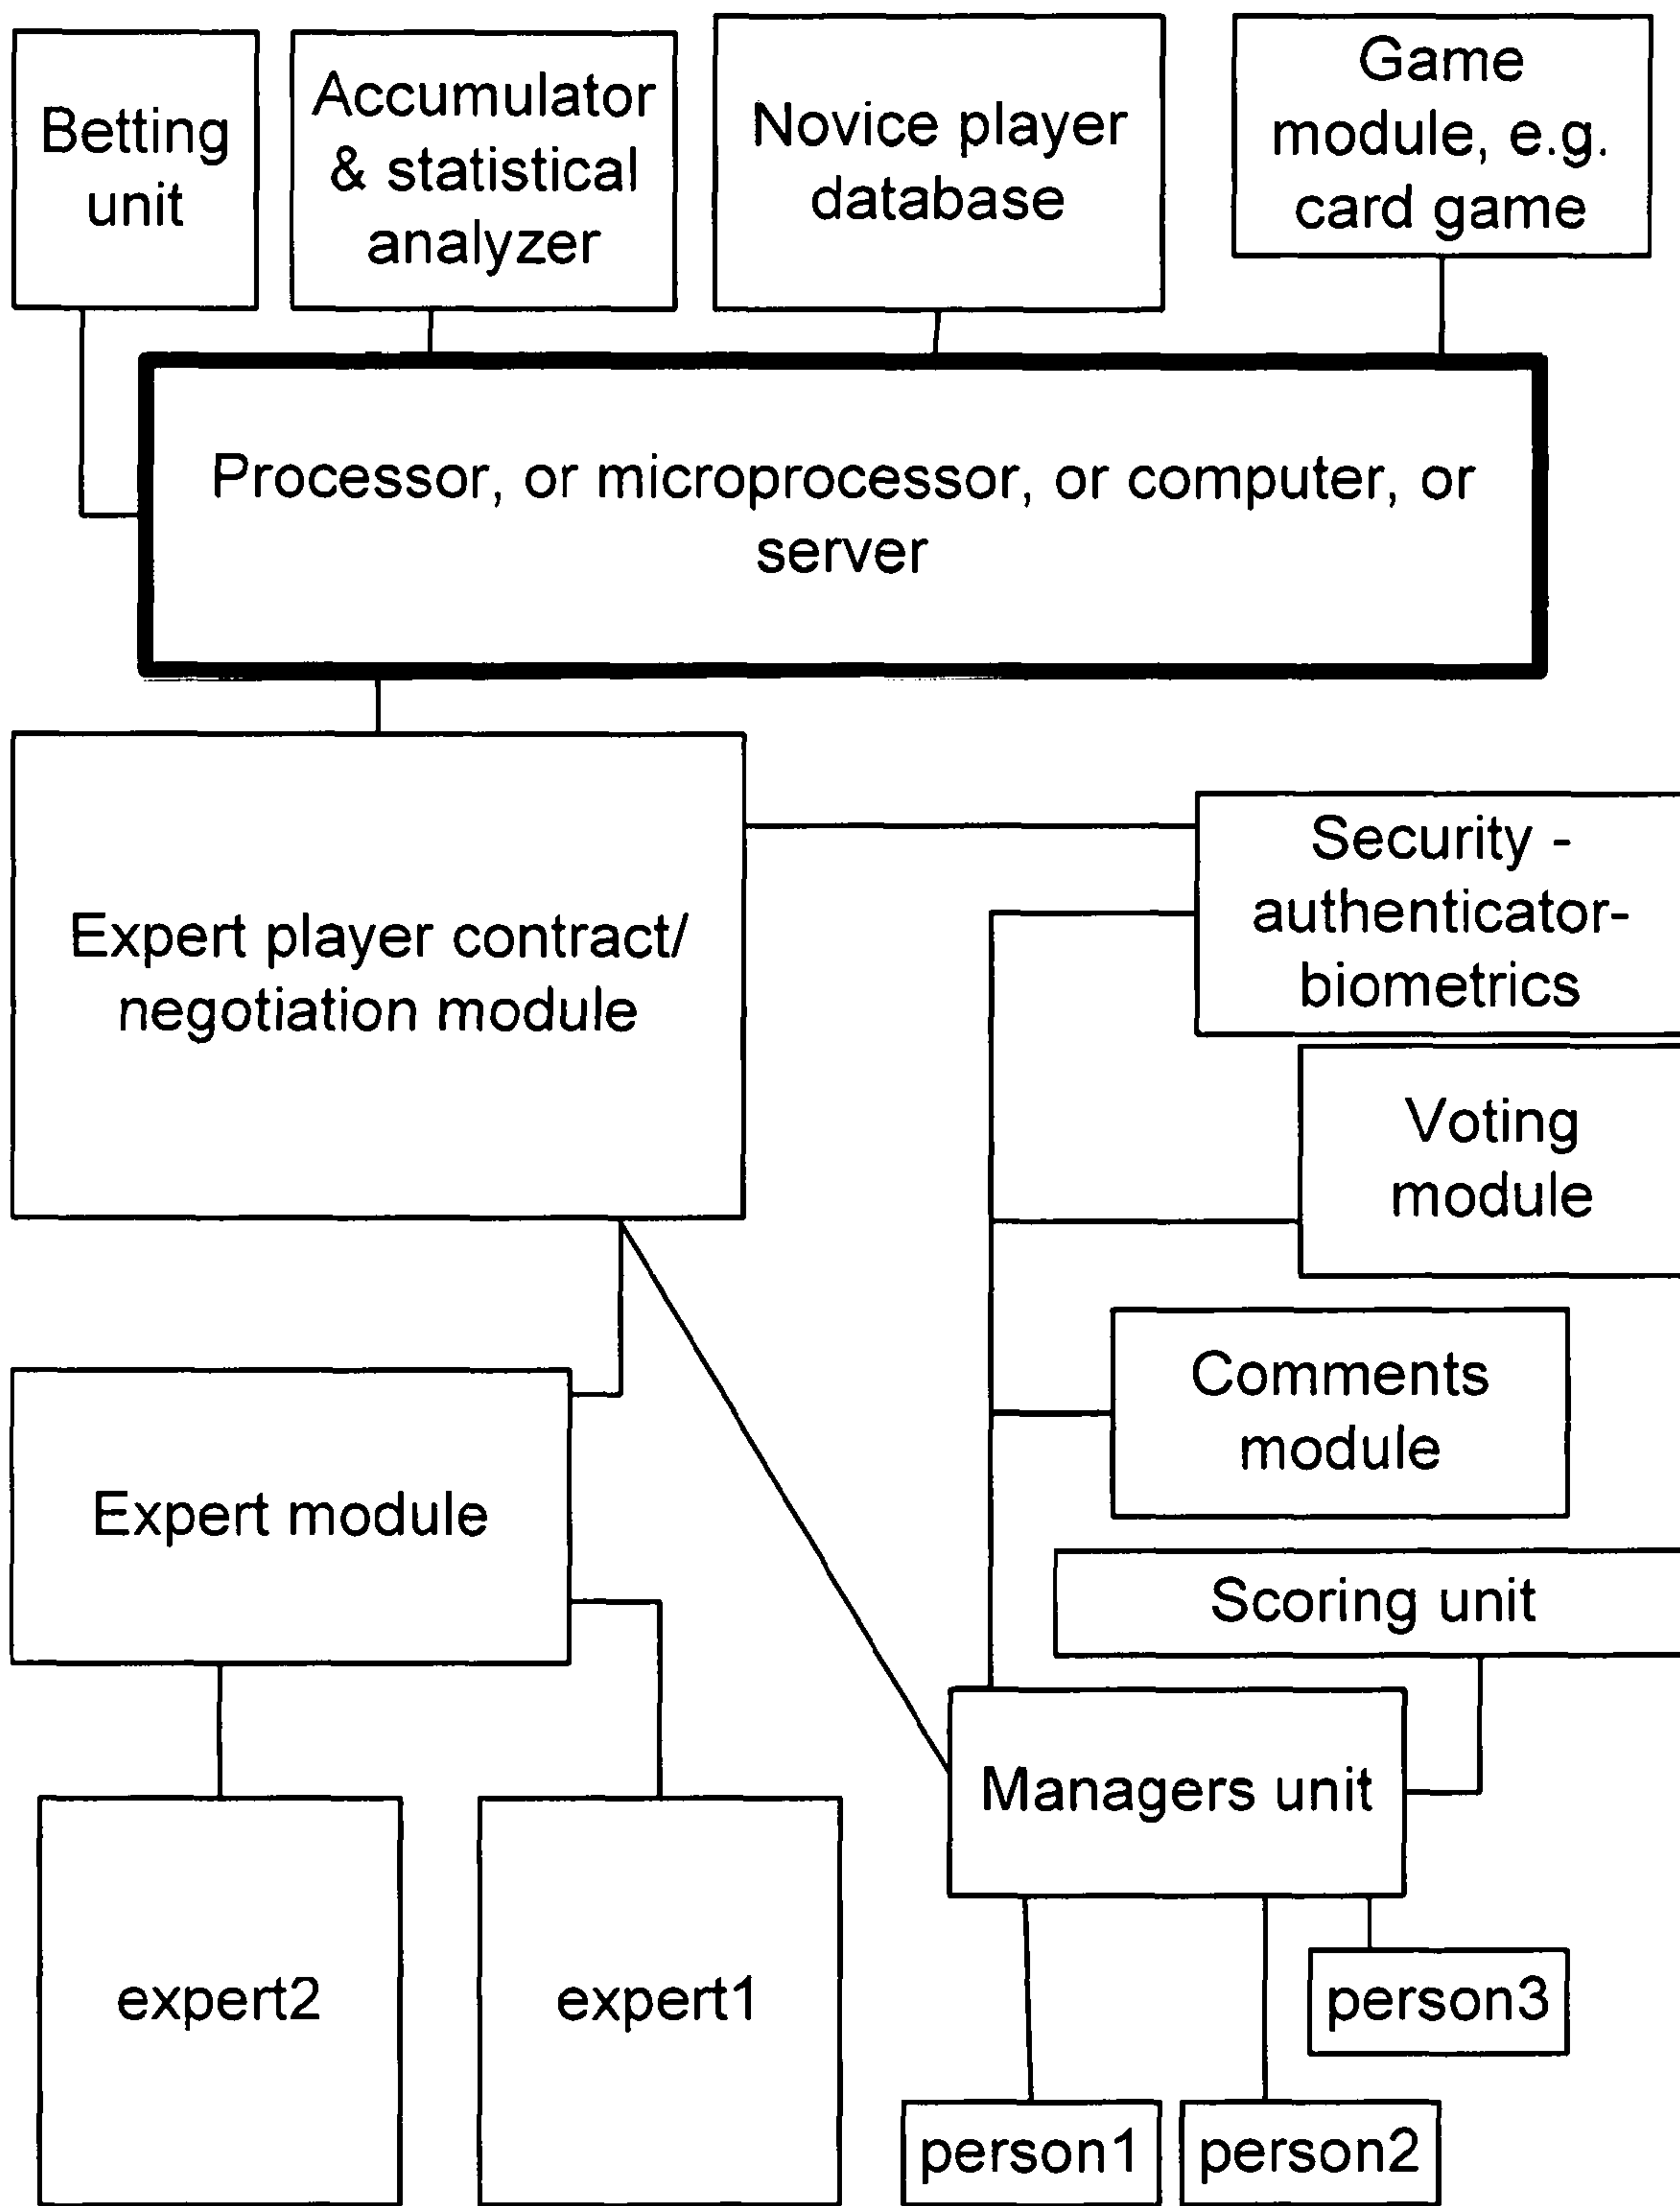 Betting
unit
Accumulator
& statistical
analyzer
Novice player
database
Game
module, e.g.
card game
Processor, or microprocessor, or computer, or
server
Expert player contract/
negotiation module
Security -
authenticator-
biometrics
Voting
module
Comments
module
Expert module
Scoring unit
Managers unit
expert2
expert1
person3
person1
person2